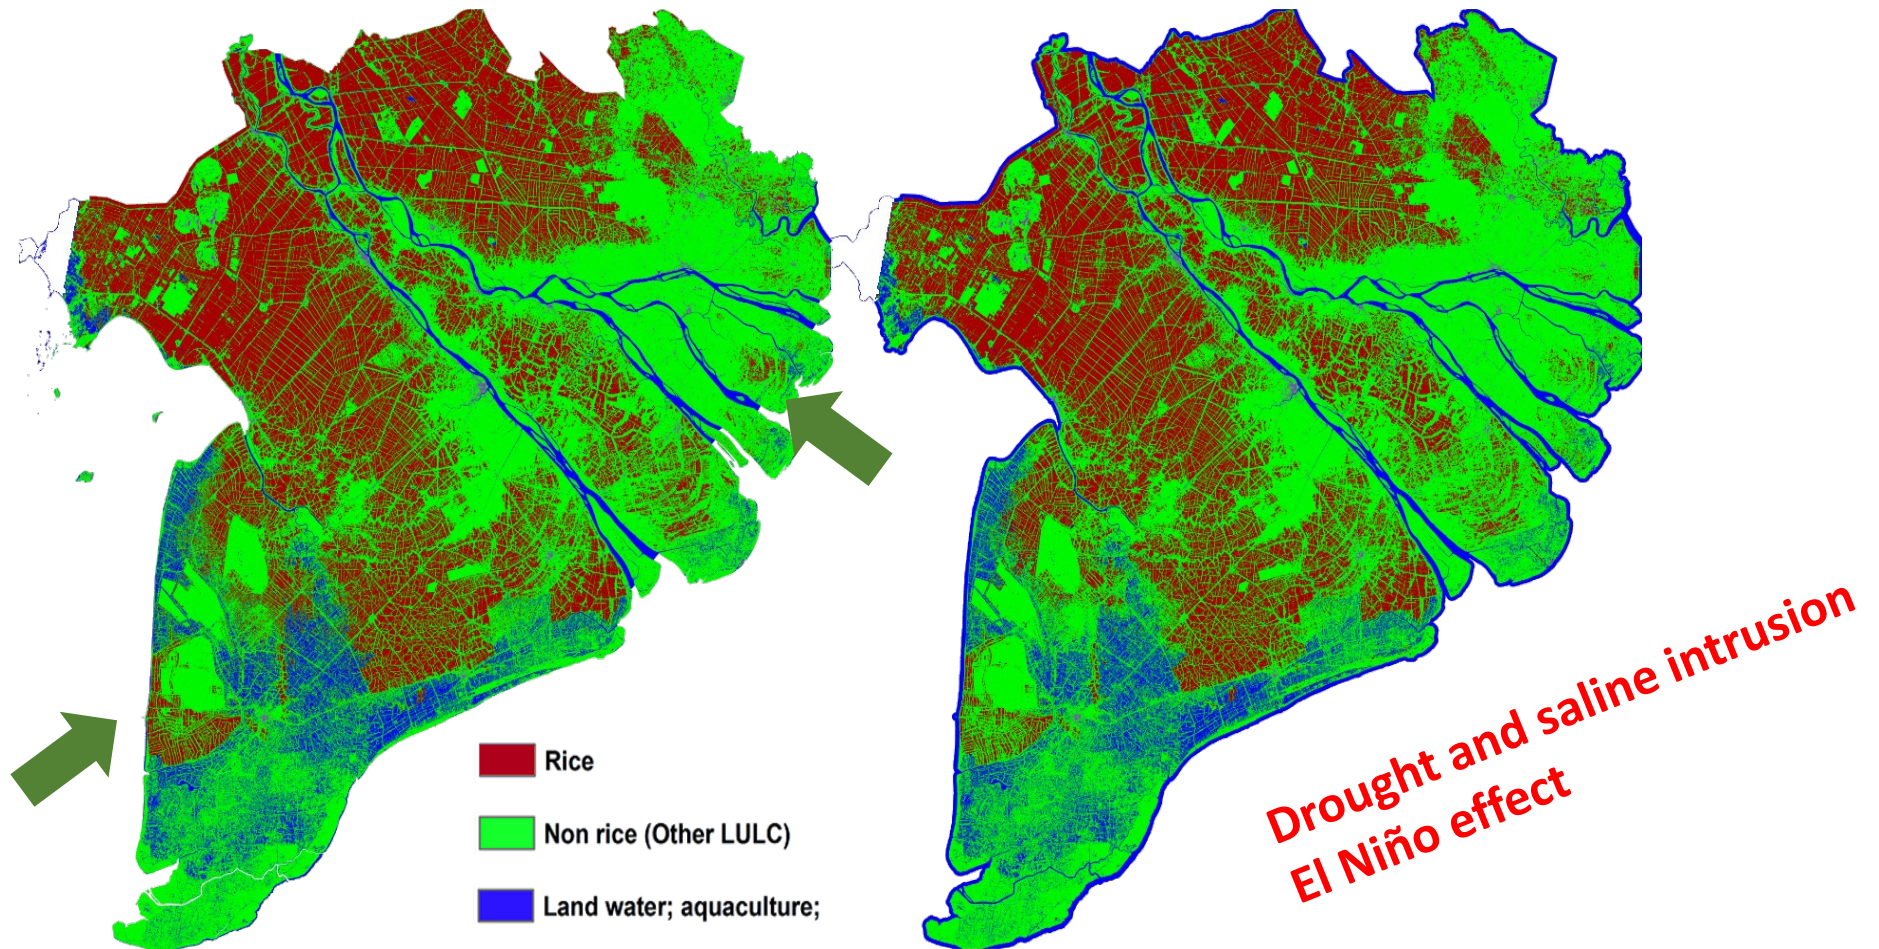 Rice
Non rice (Other LULC)
Land water; aquaculture;
Drought and saline intrusion
El Niño effect